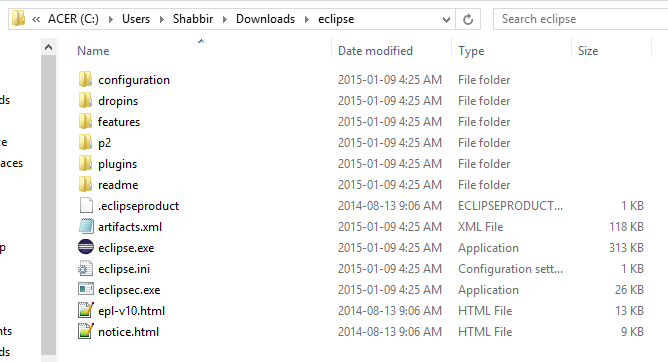 « ACER (C:) › Users › Shabbir › Downloads › eclipse Search eclipse
Name Date modified Type Size
configuration 2015-01-09 4:25 AM File folder
ds dropins 2015-01-09 4:25 AM File folder
features 2015-01-09 4:25 AM File folder
p2 2015-01-09 4:25 AM File folder
aces plugins 2015-01-09 4:25 AM File folder
readme 2015-01-09 4:25 AM File folder
.eclipseproduct 2014-08-13 9:06 AM ECLIPSEPRODUCT... 1 KB
artifacts.xml 2015-01-09 4:25 AM XML File 118 KB
p eclipse.exe 2015-01-09 4:25 AM Application 313 KB
eclipse.ini 2015-01-09 4:25 AM Configuration sett... 1 KB
eclipsec.exe 2015-01-09 4:25 AM Application 26 KB
epl-v10.html 2014-08-13 9:06 AM HTML File 13 KB
nts notice.html 2014-08-13 9:06 AM HTML File 9 KB
ds